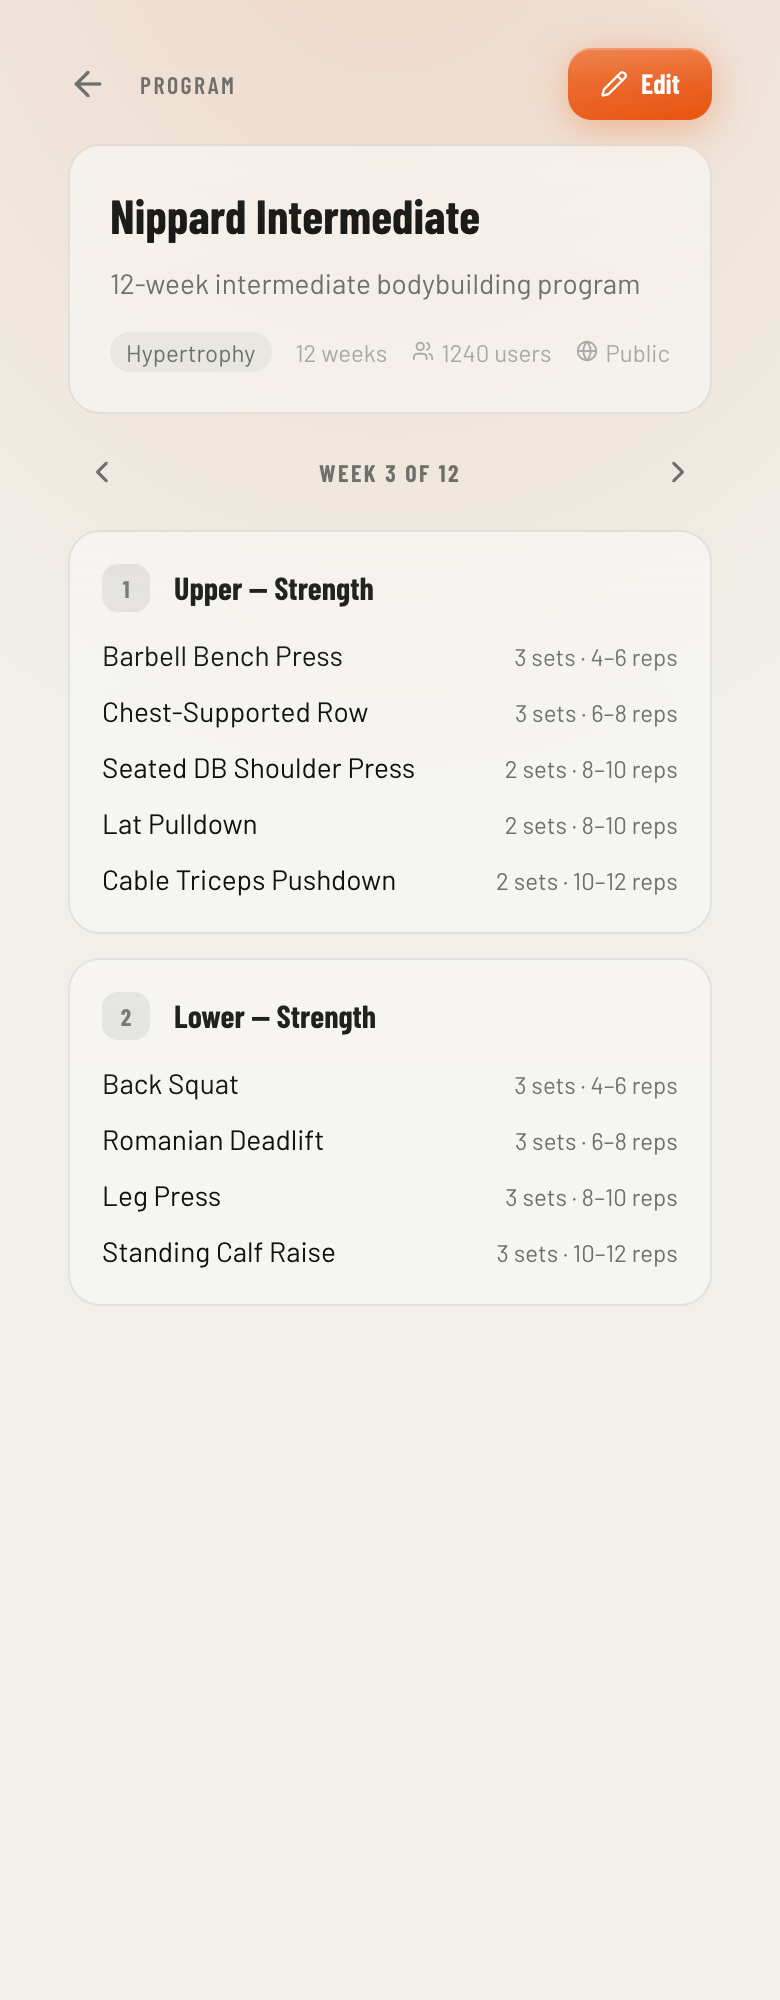 PROGRAM
Edit
Nippard Intermediate
12-week intermediate bodybuilding program
Hypertrophy 12 weeks 1240 users Public
WEEK 3 OF 12
1 Upper — Strength
Barbell Bench Press 3 sets · 4–6 reps
Chest-Supported Row 3 sets · 6–8 reps
Seated DB Shoulder Press 2 sets · 8–10 reps
Lat Pulldown 2 sets · 8–10 reps
Cable Triceps Pushdown 2 sets · 10–12 reps
2 Lower — Strength
Back Squat 3 sets · 4–6 reps
Romanian Deadlift 3 sets · 6–8 reps
Leg Press 3 sets · 8–10 reps
Standing Calf Raise 3 sets · 10–12 reps